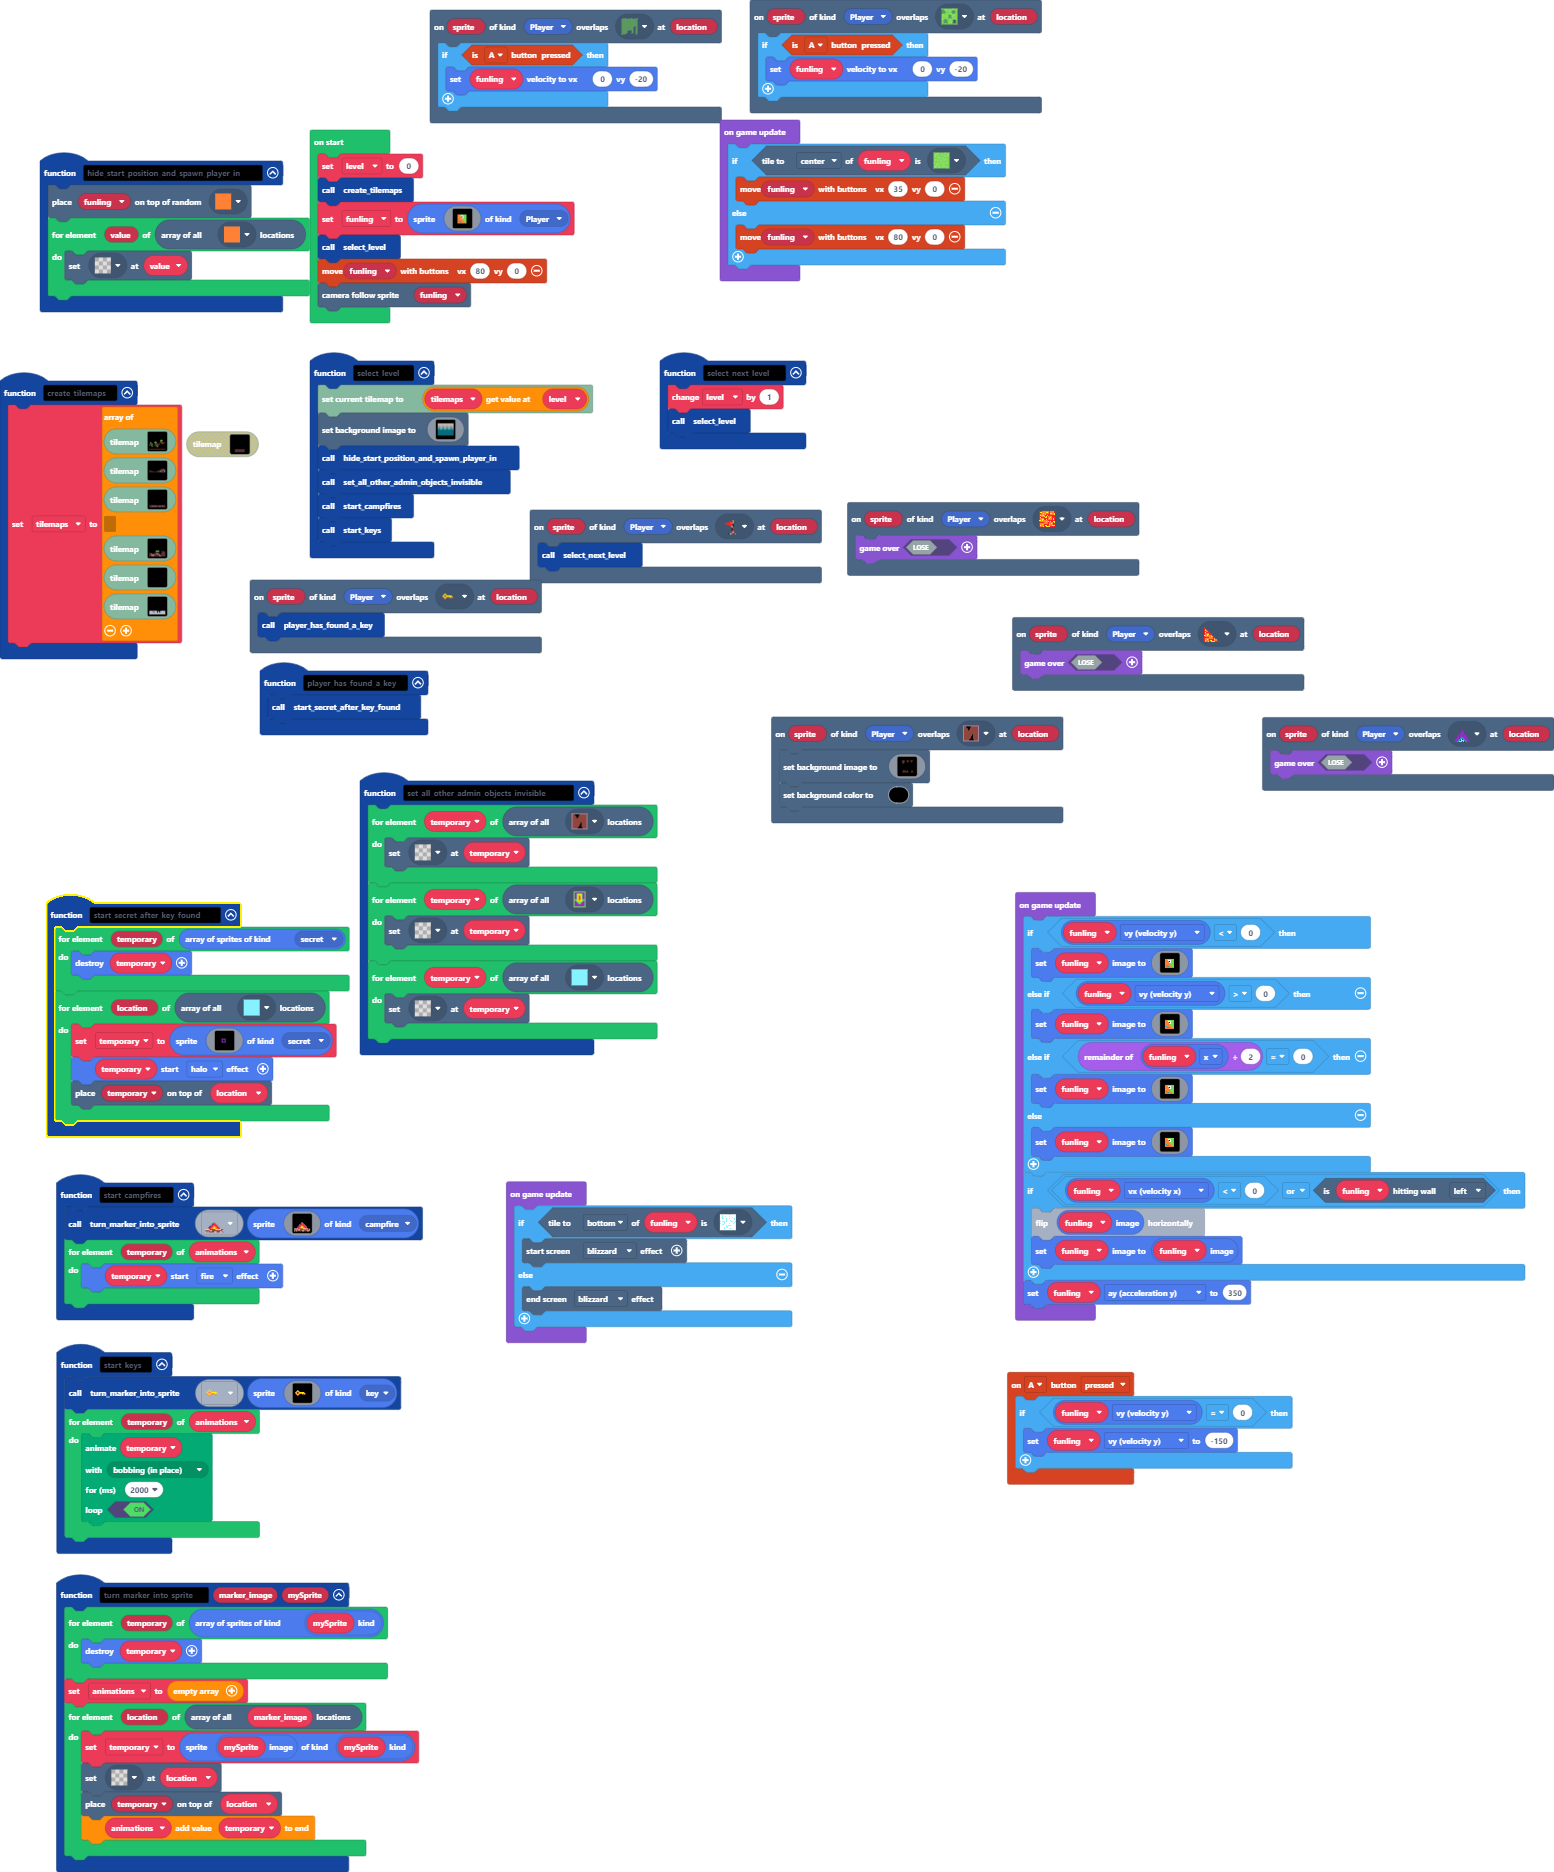 on sprite of kind Player overlaps at location
if is A button pressed then
set funling velocity to vx 0 vy -20
on sprite of kind Player overlaps at location
if is A button pressed then
set funling velocity to vx 0 vy -20
function hide start position and spawn player in
place funling on top of random
for element value of array of all locations
do set at value
on start
set level to 0
call create_tilemaps
set funling to sprite of kind Player
call select_level
move funling with buttons vx 80 vy 0
camera follow sprite funling
on game update
if tile to center of funling is then
move funling with buttons vx 35 vy 0
else
move funling with buttons vx 80 vy 0
function create tilemaps
set tilemaps to
array of
tilemap
tilemap
tilemap
tilemap
tilemap
tilemap
tilemap
function select level
set current tilemap to tilemaps get value at level
set background image to
call hide_start_position_and_spawn_player_in
call set_all_other_admin_objects_invisible
call start_campfires
call start_keys
function select next level
change level by 1
call select_level
on sprite of kind Player overlaps at location
call select_next_level
on sprite of kind Player overlaps at location
game over LOSE
on sprite of kind Player overlaps at location
call player_has_found_a_key
function player has found a key
call start_secret_after_key_found
on sprite of kind Player overlaps at location
game over LOSE
on sprite of kind Player overlaps at location
set background image to
set background color to
on sprite of kind Player overlaps at location
game over LOSE
function set all other admin objects invisible
for element temporary of array of all locations
do set at temporary
for element temporary of array of all locations
do set at temporary
for element temporary of array of all locations
do set at temporary
function start secret after key found
for element temporary of array of sprites of kind secret
do destroy temporary
for element location of array of all locations
do set temporary to sprite of kind secret
temporary start halo effect
place temporary on top of location
on game update
if funling vy (velocity y) < 0 then
set funling image to
else if funling vy (velocity y) > 0 then
set funling image to
else if remainder of funling x ÷ 2 = 0 then
set funling image to
else
set funling image to
if funling vx (velocity x) < 0 or is funling hitting wall left then
flip funling image horizontally
set funling image to funling image
set funling ay (acceleration y) to 350
function start campfires
call turn_marker_into_sprite sprite of kind campfire
for element temporary of animations
do temporary start fire effect
on game update
if tile to bottom of funling is then
start screen blizzard effect
else
end screen blizzard effect
function start keys
call turn_marker_into_sprite sprite of kind key
for element temporary of animations
do animate temporary
with bobbing (in place)
for (ms) 2000
loop ON
on A button pressed
if funling vy (velocity y) = 0 then
set funling vy (velocity y) to -150
function turn marker into sprite marker_image mySprite
for element temporary of array of sprites of kind mySprite kind
do destroy temporary
set animations to empty array
for element location of array of all marker_image locations
do set temporary to sprite mySprite image of kind mySprite kind
set at location
place temporary on top of location
animations add value temporary to end